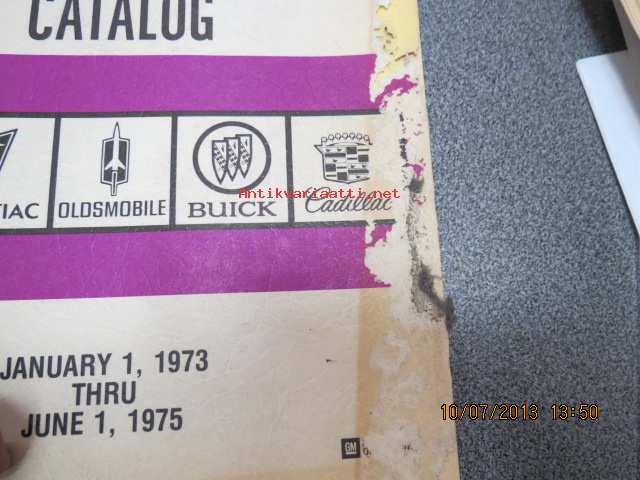 CATALOG
TIAC OLDSMOBILE BUICK Cadillac
Antikvariaatti.net
JANUARY 1, 1973
THRU
JUNE 1, 1975
GM
10/07/2013 13:50